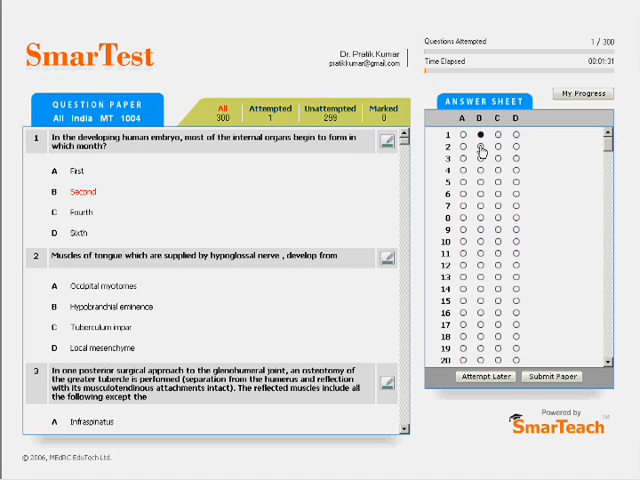 SmarTest
Dr. Pratik Kumar
pratikkumar@gmail.com
Questions Attempted
1 / 300
Time Elapsed
00:01:31
My Progress
QUESTION PAPER
All India MT 1004
All
300
Attempted
1
Unattempted
299
Marked
0
ANSWER SHEET
A B C D
1 In the developing human embryo, most of the internal organs begin to form in
which month?
A First
B Second
C Fourth
D Sixth
2 Muscles of tongue which are supplied by hypoglossal nerve , develop from
A Occipital myotomes
B Hypobranchial eminence
C Tuberculum impar
D Local mesenchyme
3 In one posterior surgical approach to the glenohumeral joint, an osteotomy of
the greater tubercle is performed (separation from the humerus and reflection
with its musculotendinous attachments intact). The reflected muscles include all
the following except the
A Infraspinatus
1
2
3
4
5
6
7
8
9
10
11
12
13
14
15
16
17
18
19
20
Attempt Later
Submit Paper
Powered by
SmarTeach
TM
© 2006, MEdRC EduTech Ltd.